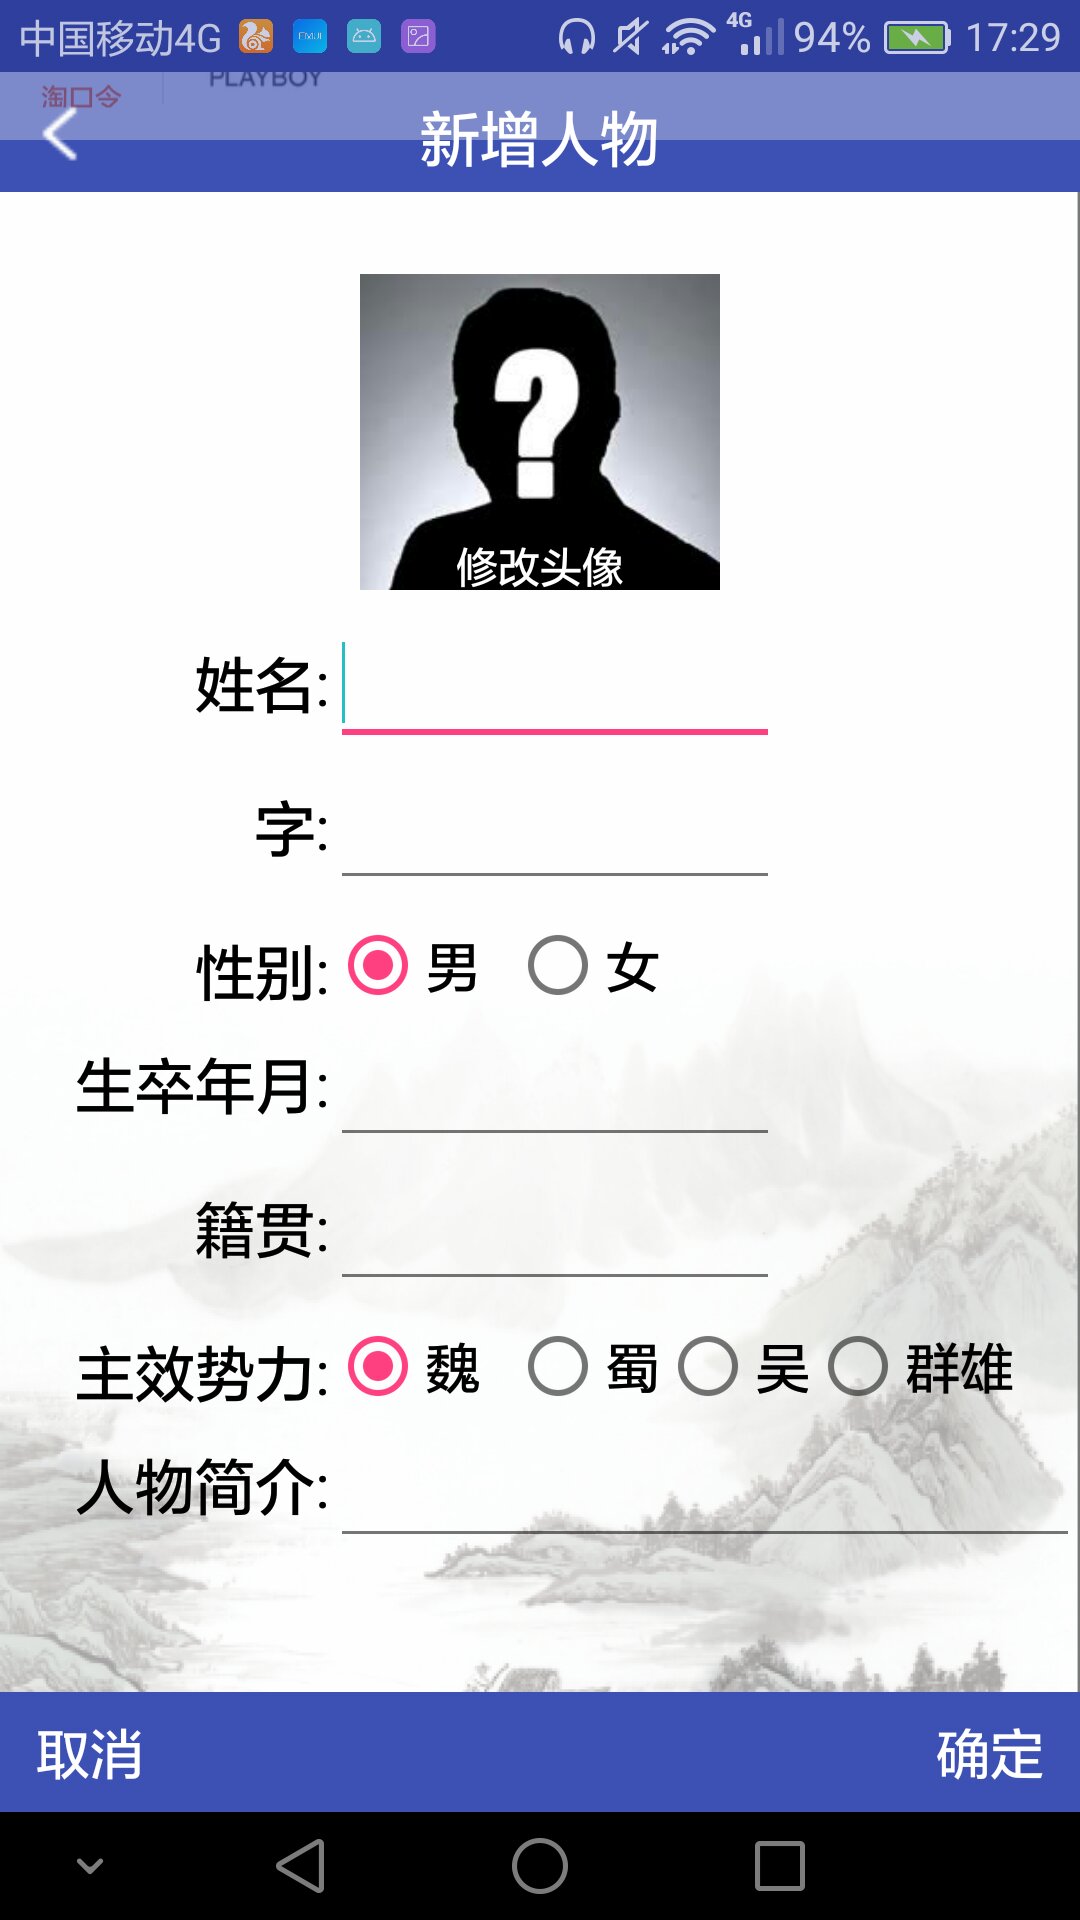 中国移动4G EMUI 4G 94% 17:29
PLAYBOY
淘口令
新增人物
?
修改头像
姓名:
字:
性别: 男 女
生卒年月:
籍贯:
主效势力: 魏 蜀 吴 群雄
人物简介:
取消 确定